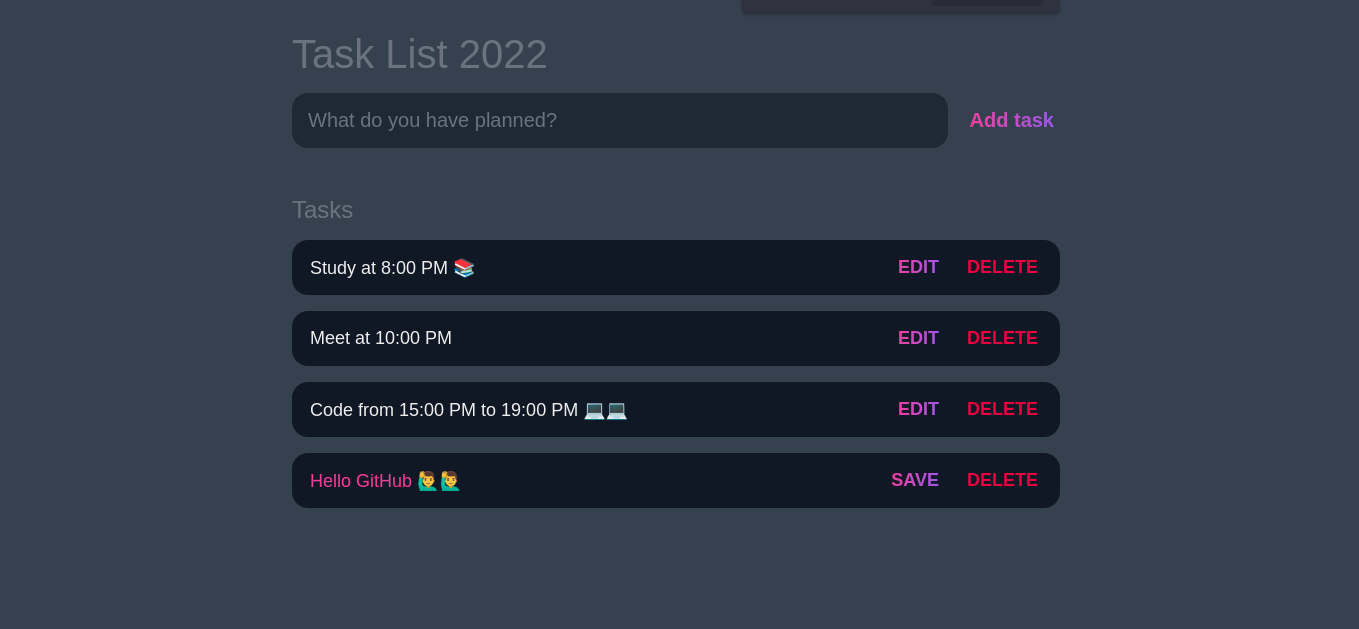 Task List 2022
What do you have planned?
Add task
Tasks
Study at 8:00 PM 📚
EDIT
DELETE
Meet at 10:00 PM
EDIT
DELETE
Code from 15:00 PM to 19:00 PM 💻💻
EDIT
DELETE
Hello GitHub 🙋‍♂️🙋‍♂️
SAVE
DELETE